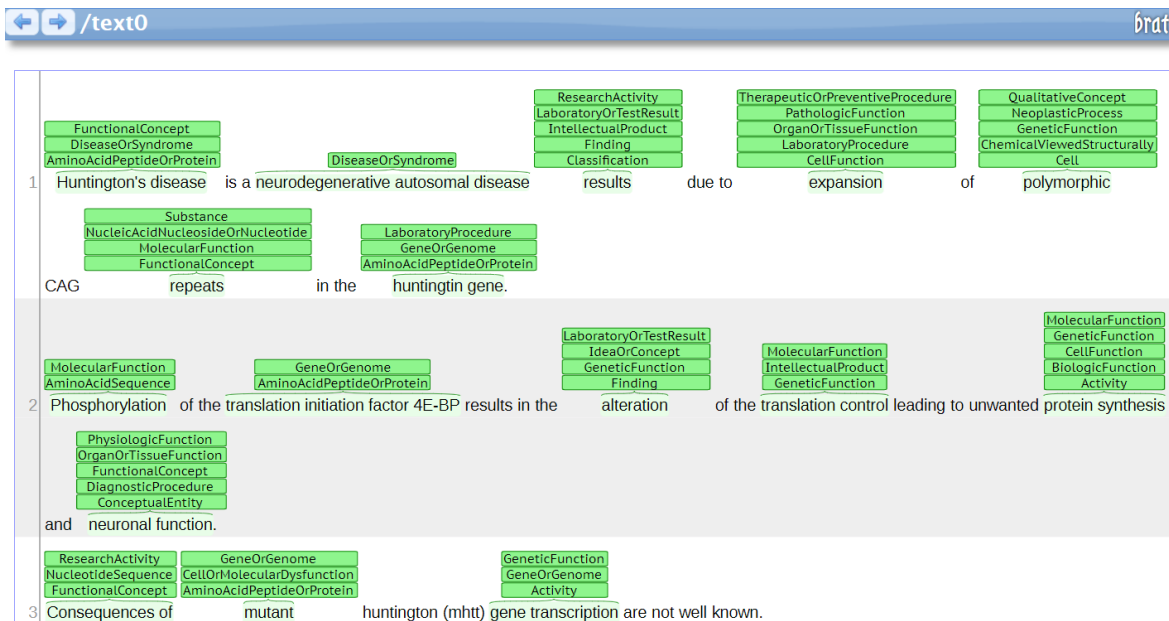 /text0 brat
ResearchActivity TherapeuticOrPreventiveProcedure QualitativeConcept
LaboratoryOrTestResult PathologicFunction NeoplasticProcess
FunctionalConcept IntellectualProduct OrganOrTissueFunction GeneticFunction
DiseaseOrSyndrome Finding LaboratoryProcedure ChemicalViewedStructurally
AminoAcidPeptideOrProtein DiseaseOrSyndrome Classification CellFunction Cell
1 Huntington's disease is a neurodegenerative autosomal disease results due to expansion of polymorphic
Substance
NucleicAcidNucleosideOrNucleotide LaboratoryProcedure
MolecularFunction GeneOrGenome
FunctionalConcept AminoAcidPeptideOrProtein
CAG repeats in the huntingtin gene.
MolecularFunction
LaboratoryOrTestResult GeneticFunction
IdeaOrConcept MolecularFunction CellFunction
MolecularFunction GeneOrGenome GeneticFunction IntellectualProduct BiologicFunction
AminoAcidSequence AminoAcidPeptideOrProtein Finding GeneticFunction Activity
2 Phosphorylation of the translation initiation factor 4E-BP results in the alteration of the translation control leading to unwanted protein synthesis
PhysiologicFunction
OrganOrTissueFunction
FunctionalConcept
DiagnosticProcedure
ConceptualEntity
and neuronal function.
ResearchActivity GeneOrGenome GeneticFunction
NucleotideSequence CellOrMolecularDysfunction GeneOrGenome
FunctionalConcept AminoAcidPeptideOrProtein Activity
3 Consequences of mutant huntington (mhtt) gene transcription are not well known.